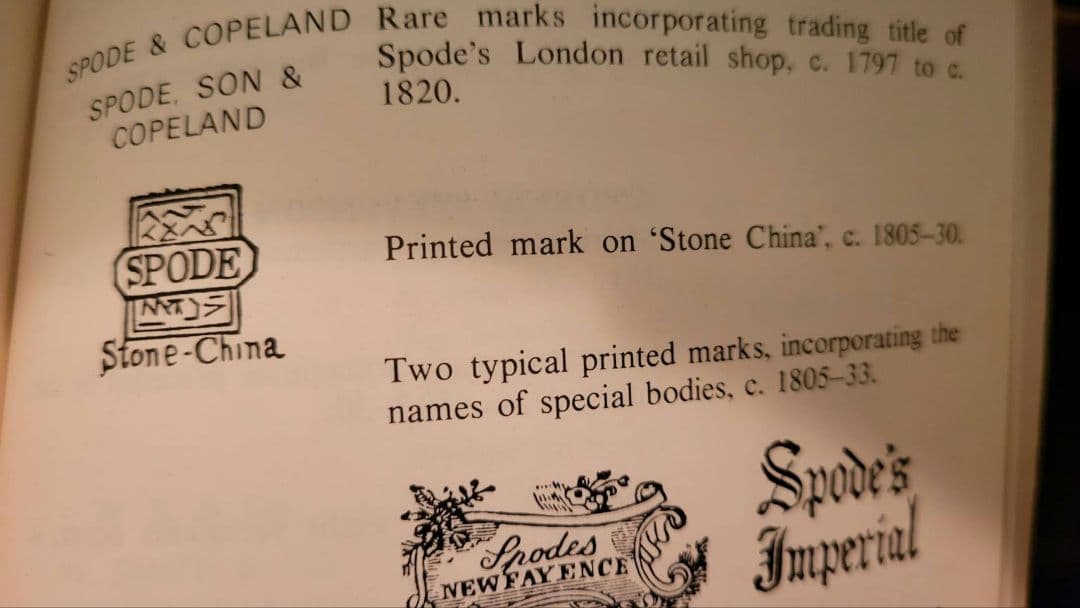 SPODE & COPELAND
SPODE, SON &
COPELAND
Rare marks incorporating trading title of
Spode's London retail shop, c. 1797 to c.
1820.
SPODE
Stone-China
Printed mark on ‘Stone China’, c. 1805–30.
Two typical printed marks, incorporating the
names of special bodies, c. 1805–33.
Spodes
NEW FAYENCE
Spode's
Imperial